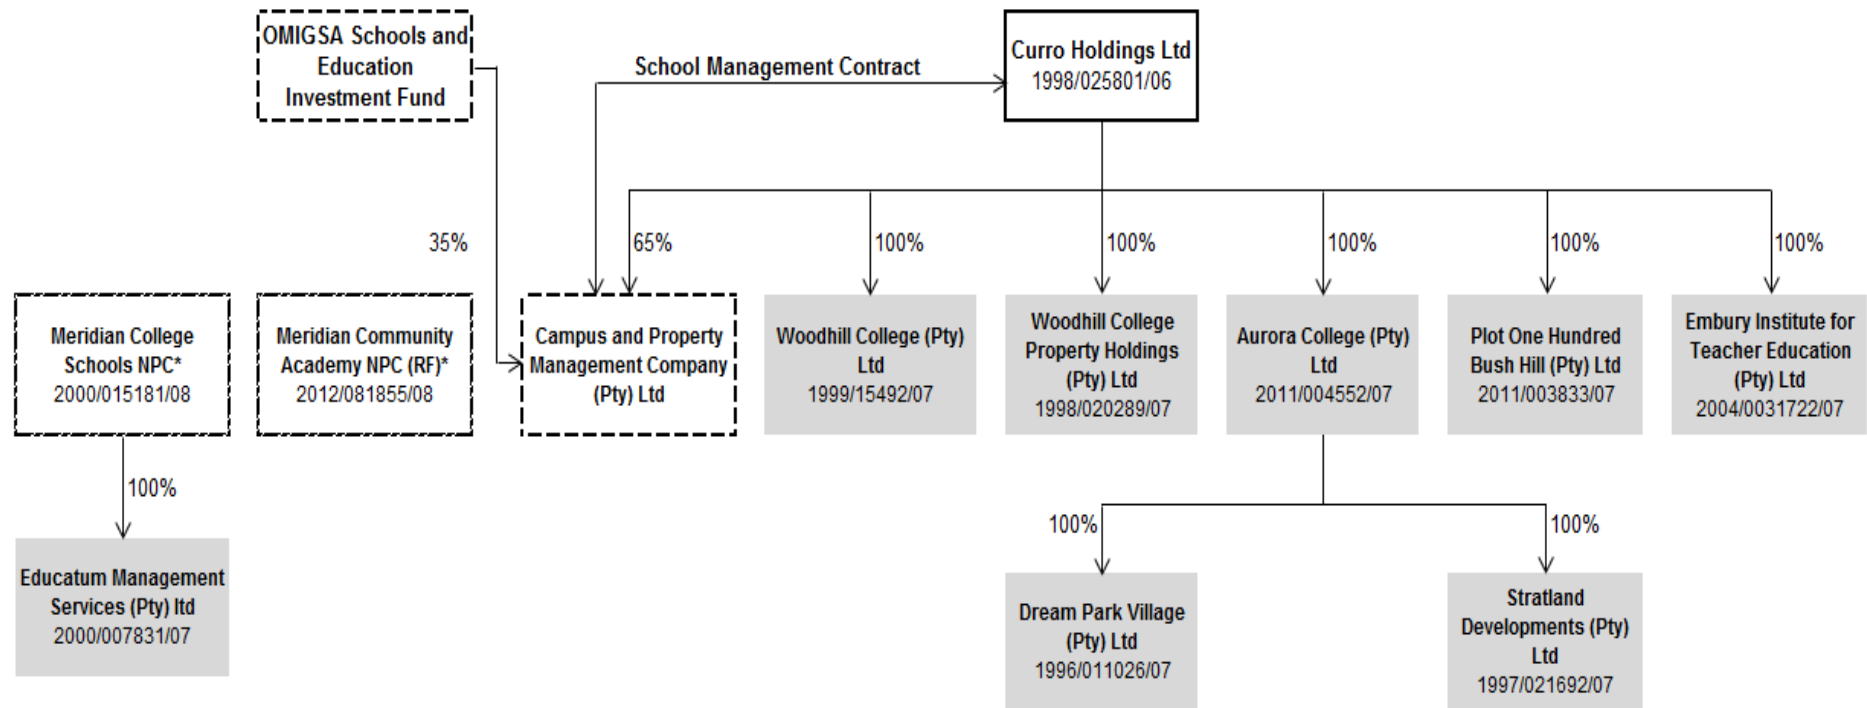 OMIGSA Schools and
Education
Investment Fund
School Management Contract
Curro Holdings Ltd
1998/025801/06
35%
65%
100%
100%
100%
100%
100%
Meridian College
Schools NPC*
2000/015181/08
Meridian Community
Academy NPC (RF)*
2012/081855/08
Campus and Property
Management Company
(Pty) Ltd
Woodhill College (Pty)
Ltd
1999/15492/07
Woodhill College
Property Holdings
(Pty) Ltd
1998/020289/07
Aurora College (Pty)
Ltd
2011/004552/07
Plot One Hundred
Bush Hill (Pty) Ltd
2011/003833/07
Embury Institute for
Teacher Education
(Pty) Ltd
2004/0031722/07
100%
100%
100%
Educatum Management
Services (Pty) ltd
2000/007831/07
Dream Park Village
(Pty) Ltd
1996/011026/07
Stratland
Developments (Pty)
Ltd
1997/021692/07